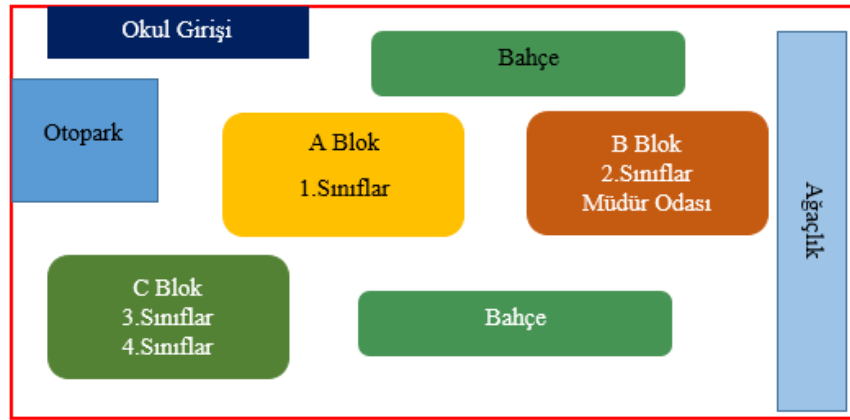 Okul Girişi
Bahçe
Otopark
A Blok
1.Sınıflar
B Blok
2.Sınıflar
Müdür Odası
Ağaçlık
C Blok
3.Sınıflar
4.Sınıflar
Bahçe